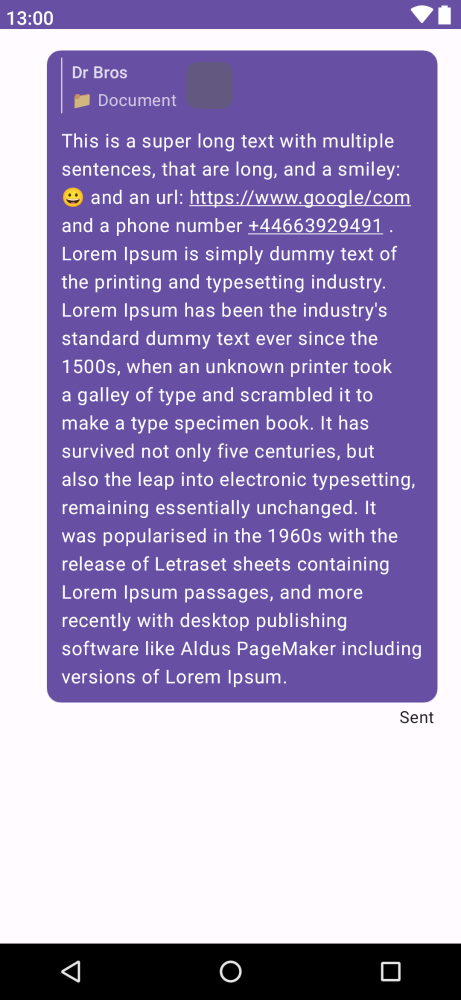 13:00
Dr Bros
📁 Document
This is a super long text with multiple
sentences, that are long, and a smiley:
😀 and an url: https://www.google/com
and a phone number +44663929491 .
Lorem Ipsum is simply dummy text of
the printing and typesetting industry.
Lorem Ipsum has been the industry's
standard dummy text ever since the
1500s, when an unknown printer took
a galley of type and scrambled it to
make a type specimen book. It has
survived not only five centuries, but
also the leap into electronic typesetting,
remaining essentially unchanged. It
was popularised in the 1960s with the
release of Letraset sheets containing
Lorem Ipsum passages, and more
recently with desktop publishing
software like Aldus PageMaker including
versions of Lorem Ipsum.
Sent